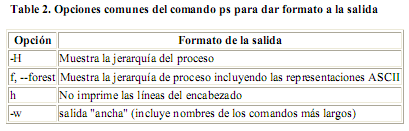 Table 2. Opciones comunes del comando ps para dar formato a la salida
Opción Formato de la salida
-H Muestra la jerarquía del proceso
f, --forest Muestra la jerarquía de proceso incluyendo las representaciones ASCII
h No imprime las líneas del encabezado
-w salida "ancha" (incluye nombres de los comandos más largos)